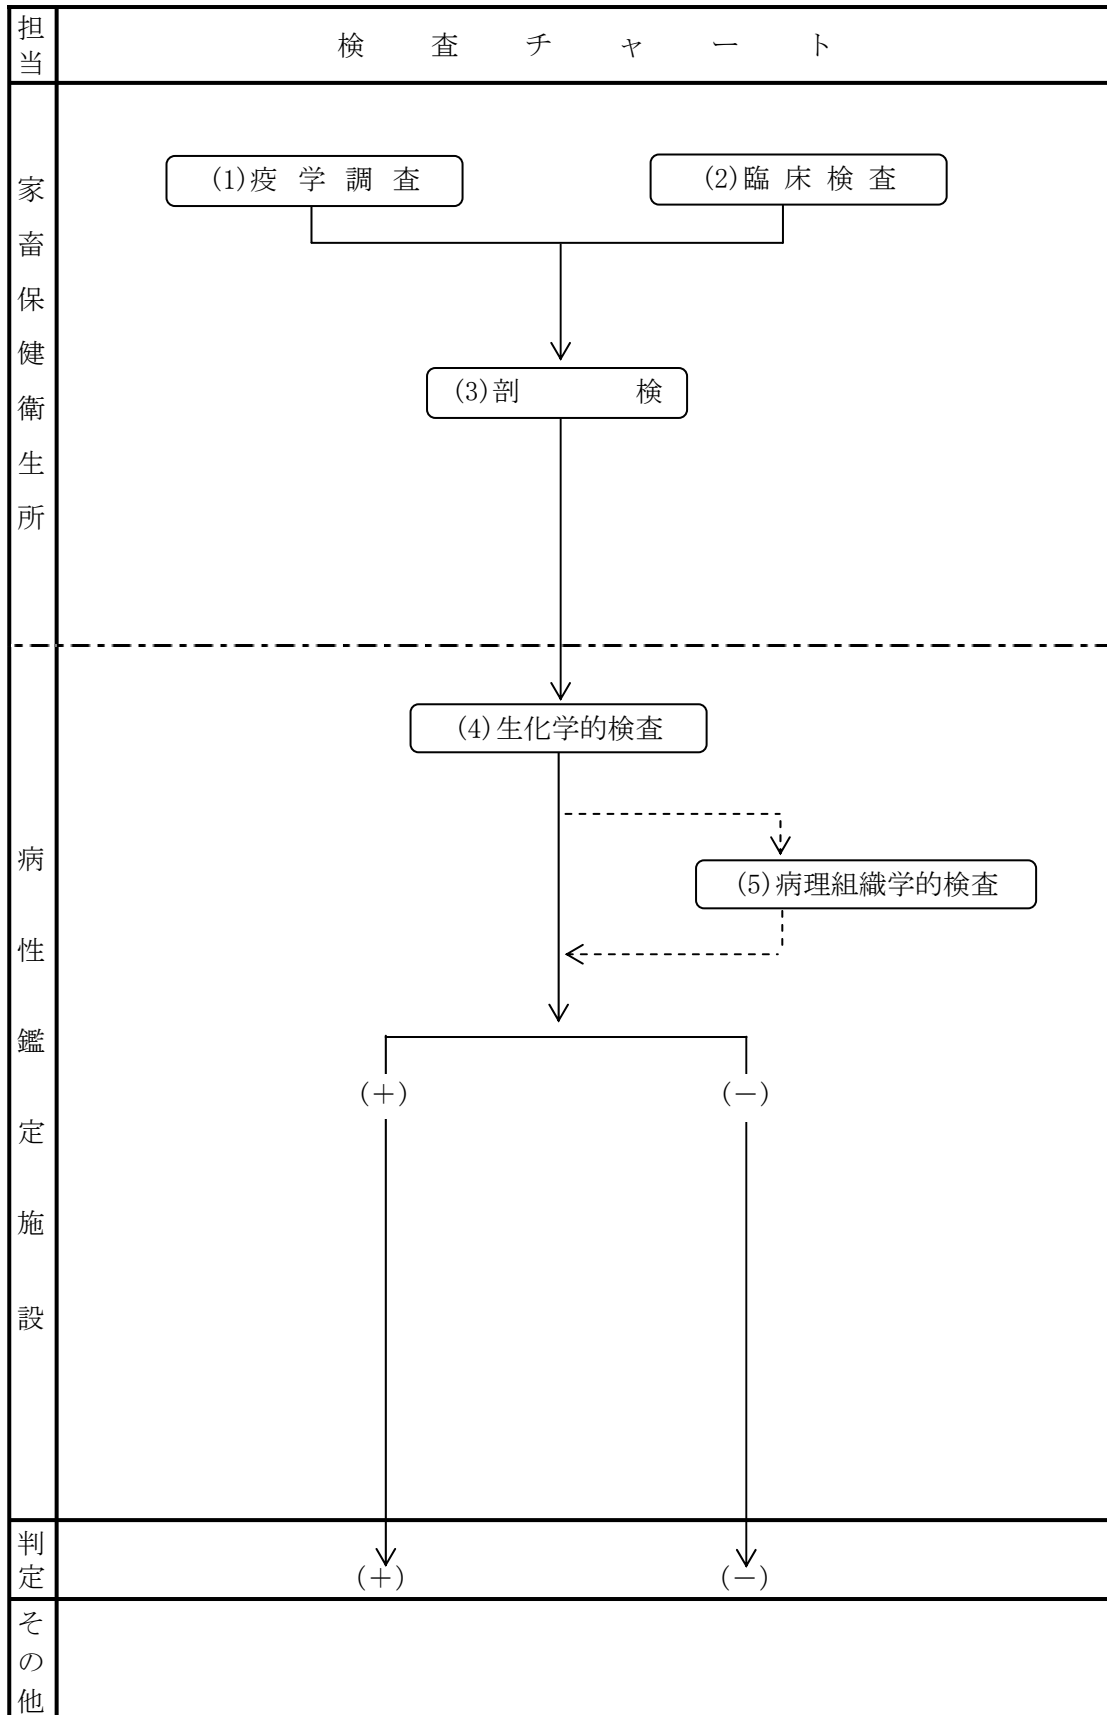 担当
検査チャート
家畜保健衛生所
(1)疫学調査
(2)臨床検査
(3)剖検
病性鑑定施設
(4)生化学的検査
(5)病理組織学的検査
(＋)
(－)
判定
(＋)
(－)
その他